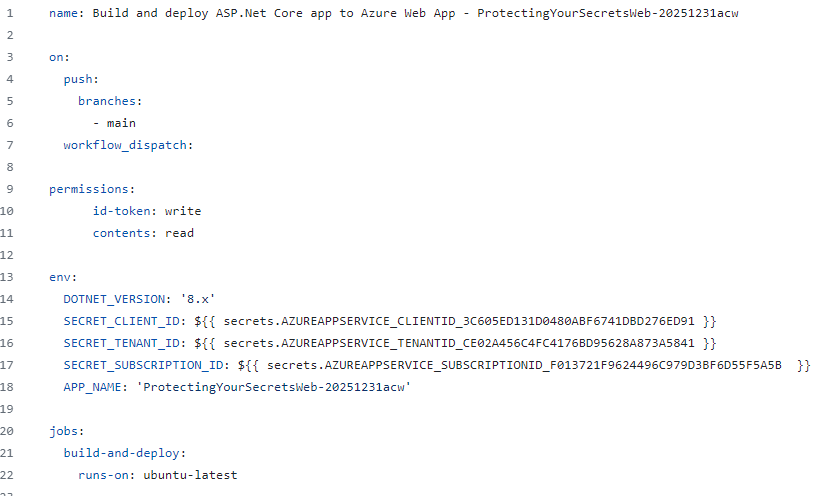 1 name: Build and deploy ASP.Net Core app to Azure Web App - ProtectingYourSecretsWeb-20251231acw
2
3 on:
4   push:
5     branches:
6       - main
7   workflow_dispatch:
8
9 permissions:
10       id-token: write
11       contents: read
12
13 env:
14   DOTNET_VERSION: '8.x'
15   SECRET_CLIENT_ID: ${{ secrets.AZUREAPPSERVICE_CLIENTID_3C605ED131D0480ABF6741DBD276ED91 }}
16   SECRET_TENANT_ID: ${{ secrets.AZUREAPPSERVICE_TENANTID_CE02A456C4FC4176BD95628A873A5841 }}
17   SECRET_SUBSCRIPTION_ID: ${{ secrets.AZUREAPPSERVICE_SUBSCRIPTIONID_F013721F9624496C979D3BF6D55F5A5B  }}
18   APP_NAME: 'ProtectingYourSecretsWeb-20251231acw'
19
20 jobs:
21   build-and-deploy:
22     runs-on: ubuntu-latest